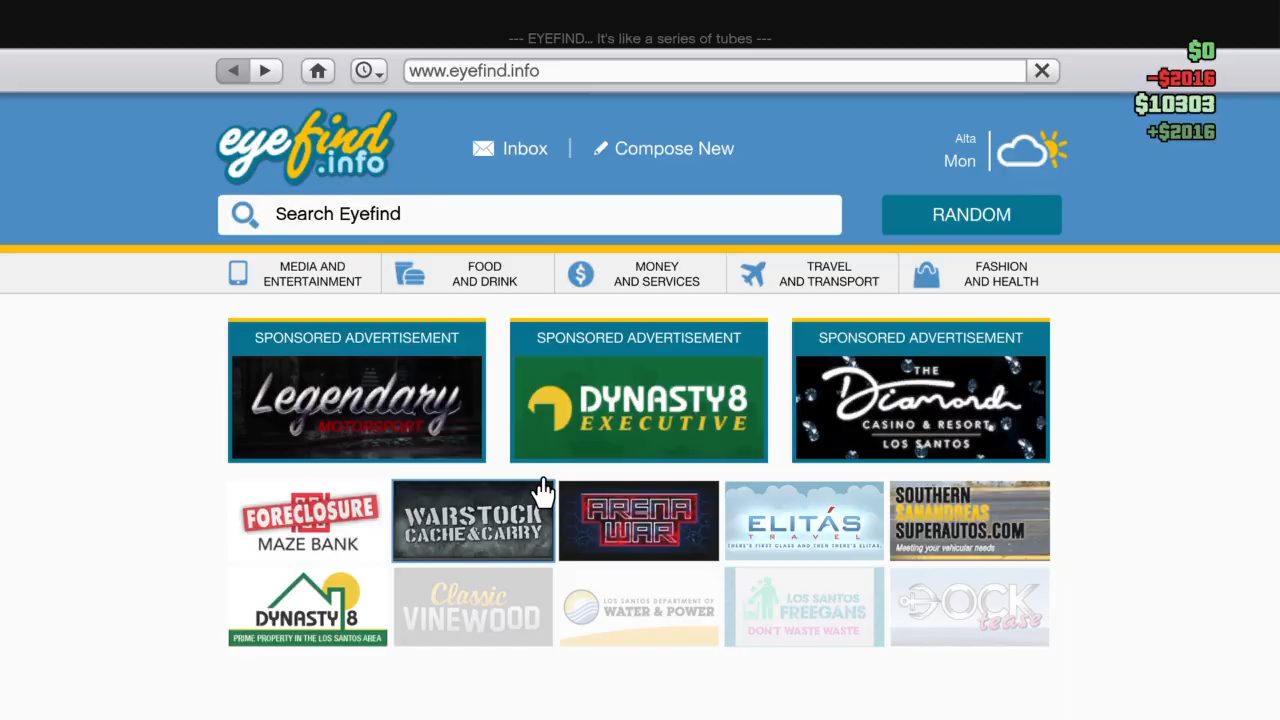 --- EYEFIND... It's like a series of tubes ---
$0
www.eyefind.info
-$2016
$10303
+$2016
eyefind
.info
Inbox
Compose New
Alta
Mon
Search Eyefind
RANDOM
MEDIA AND
ENTERTAINMENT
FOOD
AND DRINK
MONEY
AND SERVICES
TRAVEL
AND TRANSPORT
FASHION
AND HEALTH
SPONSORED ADVERTISEMENT
Legendary
MOTORSPORT
SPONSORED ADVERTISEMENT
DYNASTY8
EXECUTIVE
SPONSORED ADVERTISEMENT
THE
Diamond
CASINO & RESORT
LOS SANTOS
FORECLOSURE
MAZE BANK
WARSTOCK
CACHE&CARRY
ARENA
WAR
ELITÁS
TRAVEL
THERE'S FIRST CLASS AND THEN THERE'S ELITAS.
SOUTHERN
SANANDREAS
SUPERAUTOS.COM
Meeting your vehicular needs
DYNASTY 8
PRIME PROPERTY IN THE LOS SANTOS AREA
Classic
VINEWOOD
LOS SANTOS DEPARTMENT OF
WATER & POWER
LOS SANTOS
FREEGANS
DON'T WASTE WASTE
DOCK
tease